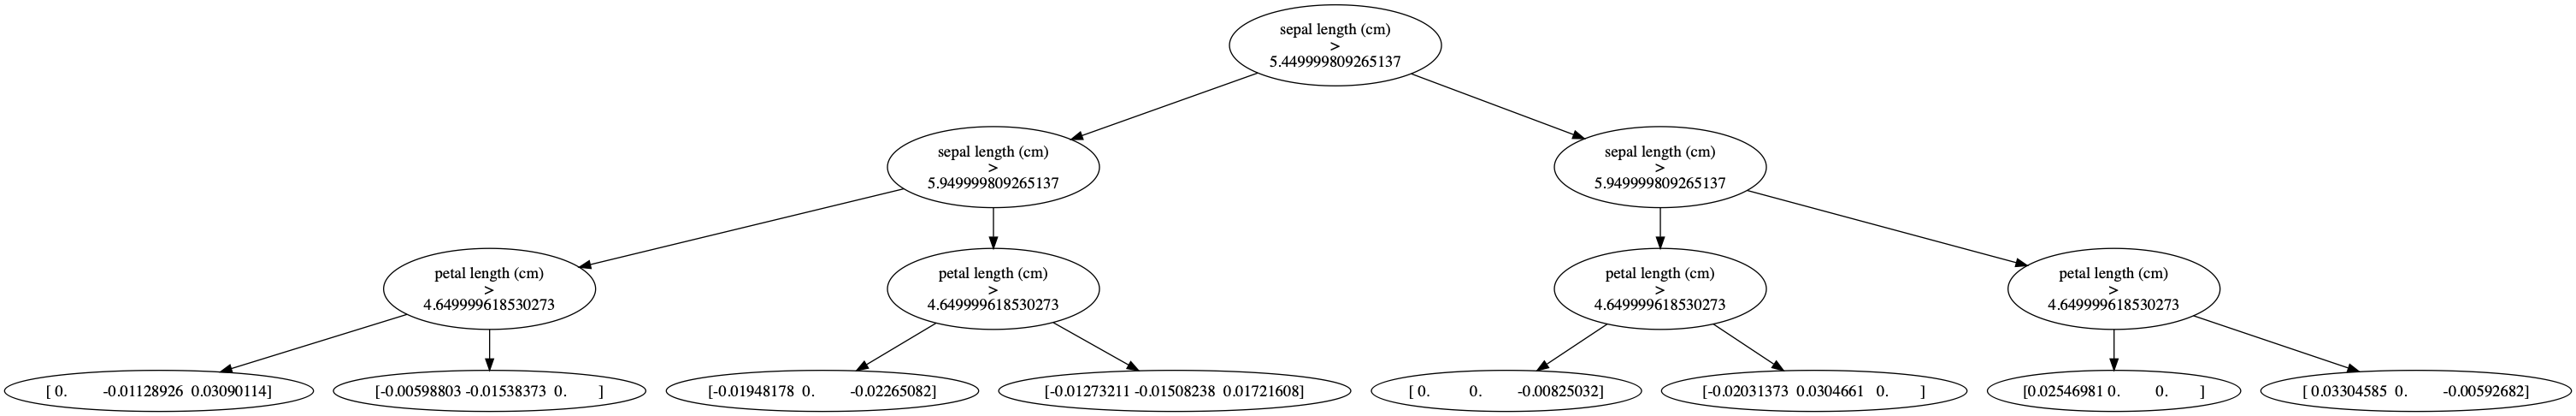 sepal length (cm)
>
5.449999809265137
sepal length (cm)
>
5.949999809265137
sepal length (cm)
>
5.949999809265137
petal length (cm)
>
4.649999618530273
petal length (cm)
>
4.649999618530273
petal length (cm)
>
4.649999618530273
petal length (cm)
>
4.649999618530273
[ 0. -0.01128926 0.03090114]
[-0.00598803 -0.01538373 0. ]
[-0.01948178 0. -0.02265082]
[-0.01273211 -0.01508238 0.01721608]
[ 0. 0. -0.00825032]
[-0.02031373 0.0304661 0. ]
[0.02546981 0. 0. ]
[ 0.03304585 0. -0.00592682]